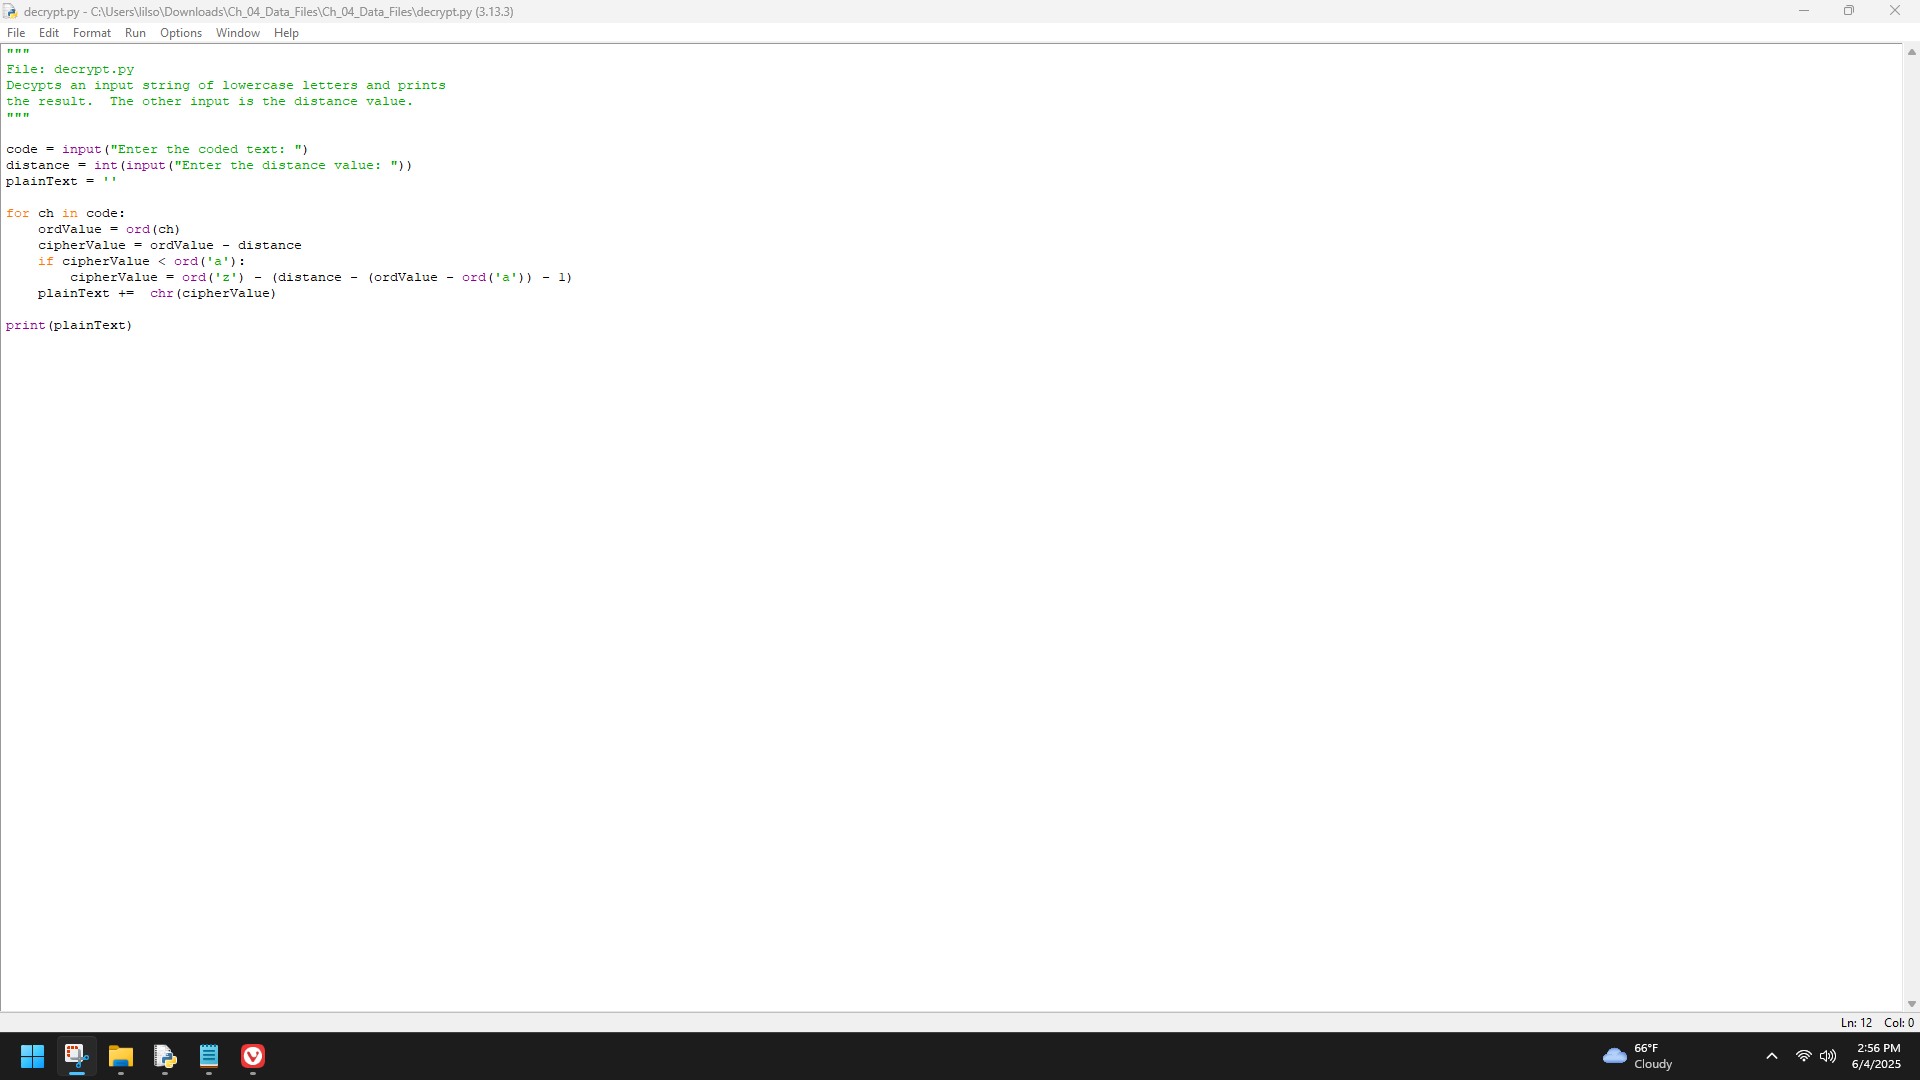 decrypt.py - C:\Users\lilso\Downloads\Ch_04_Data_Files\Ch_04_Data_Files\decrypt.py (3.13.3)
File Edit Format Run Options Window Help
"""
File: decrypt.py
Decypts an input string of lowercase letters and prints
the result.  The other input is the distance value.
"""
code = input("Enter the coded text: ")
distance = int(input("Enter the distance value: "))
plainText = ''
for ch in code:
    ordValue = ord(ch)
    cipherValue = ordValue - distance
    if cipherValue < ord('a'):
        cipherValue = ord('z') - (distance - (ordValue - ord('a')) - 1)
    plainText +=  chr(cipherValue)
print(plainText)
Ln: 12 Col: 0
66°F
Cloudy
2:56 PM
6/4/2025